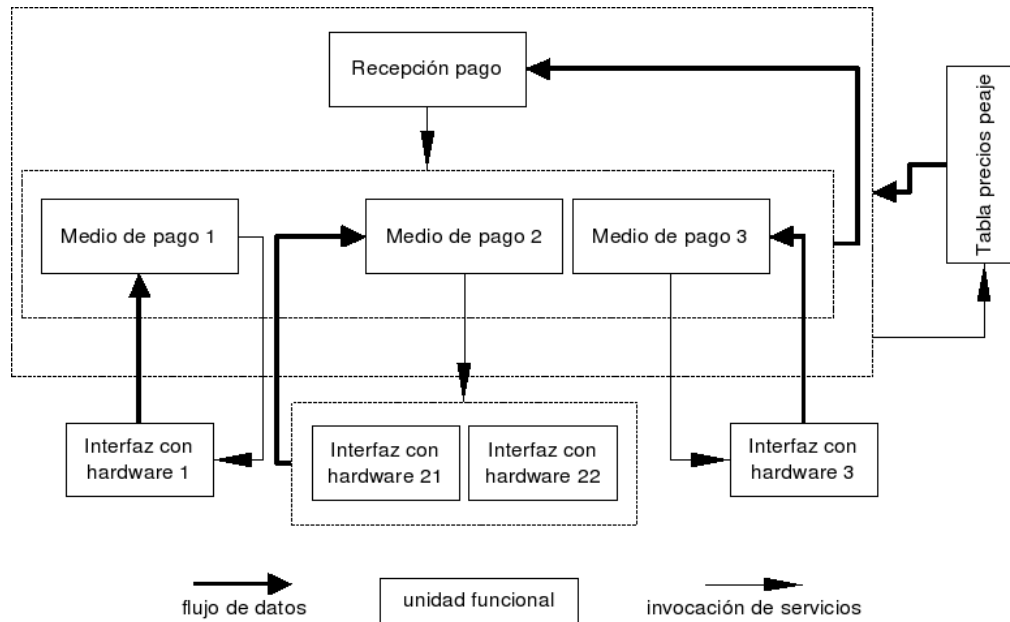 Recepción pago
Tabla precios peaje
Medio de pago 1
Medio de pago 2
Medio de pago 3
Interfaz con
hardware 1
Interfaz con
hardware 21
Interfaz con
hardware 22
Interfaz con
hardware 3
flujo de datos
unidad funcional
invocación de servicios